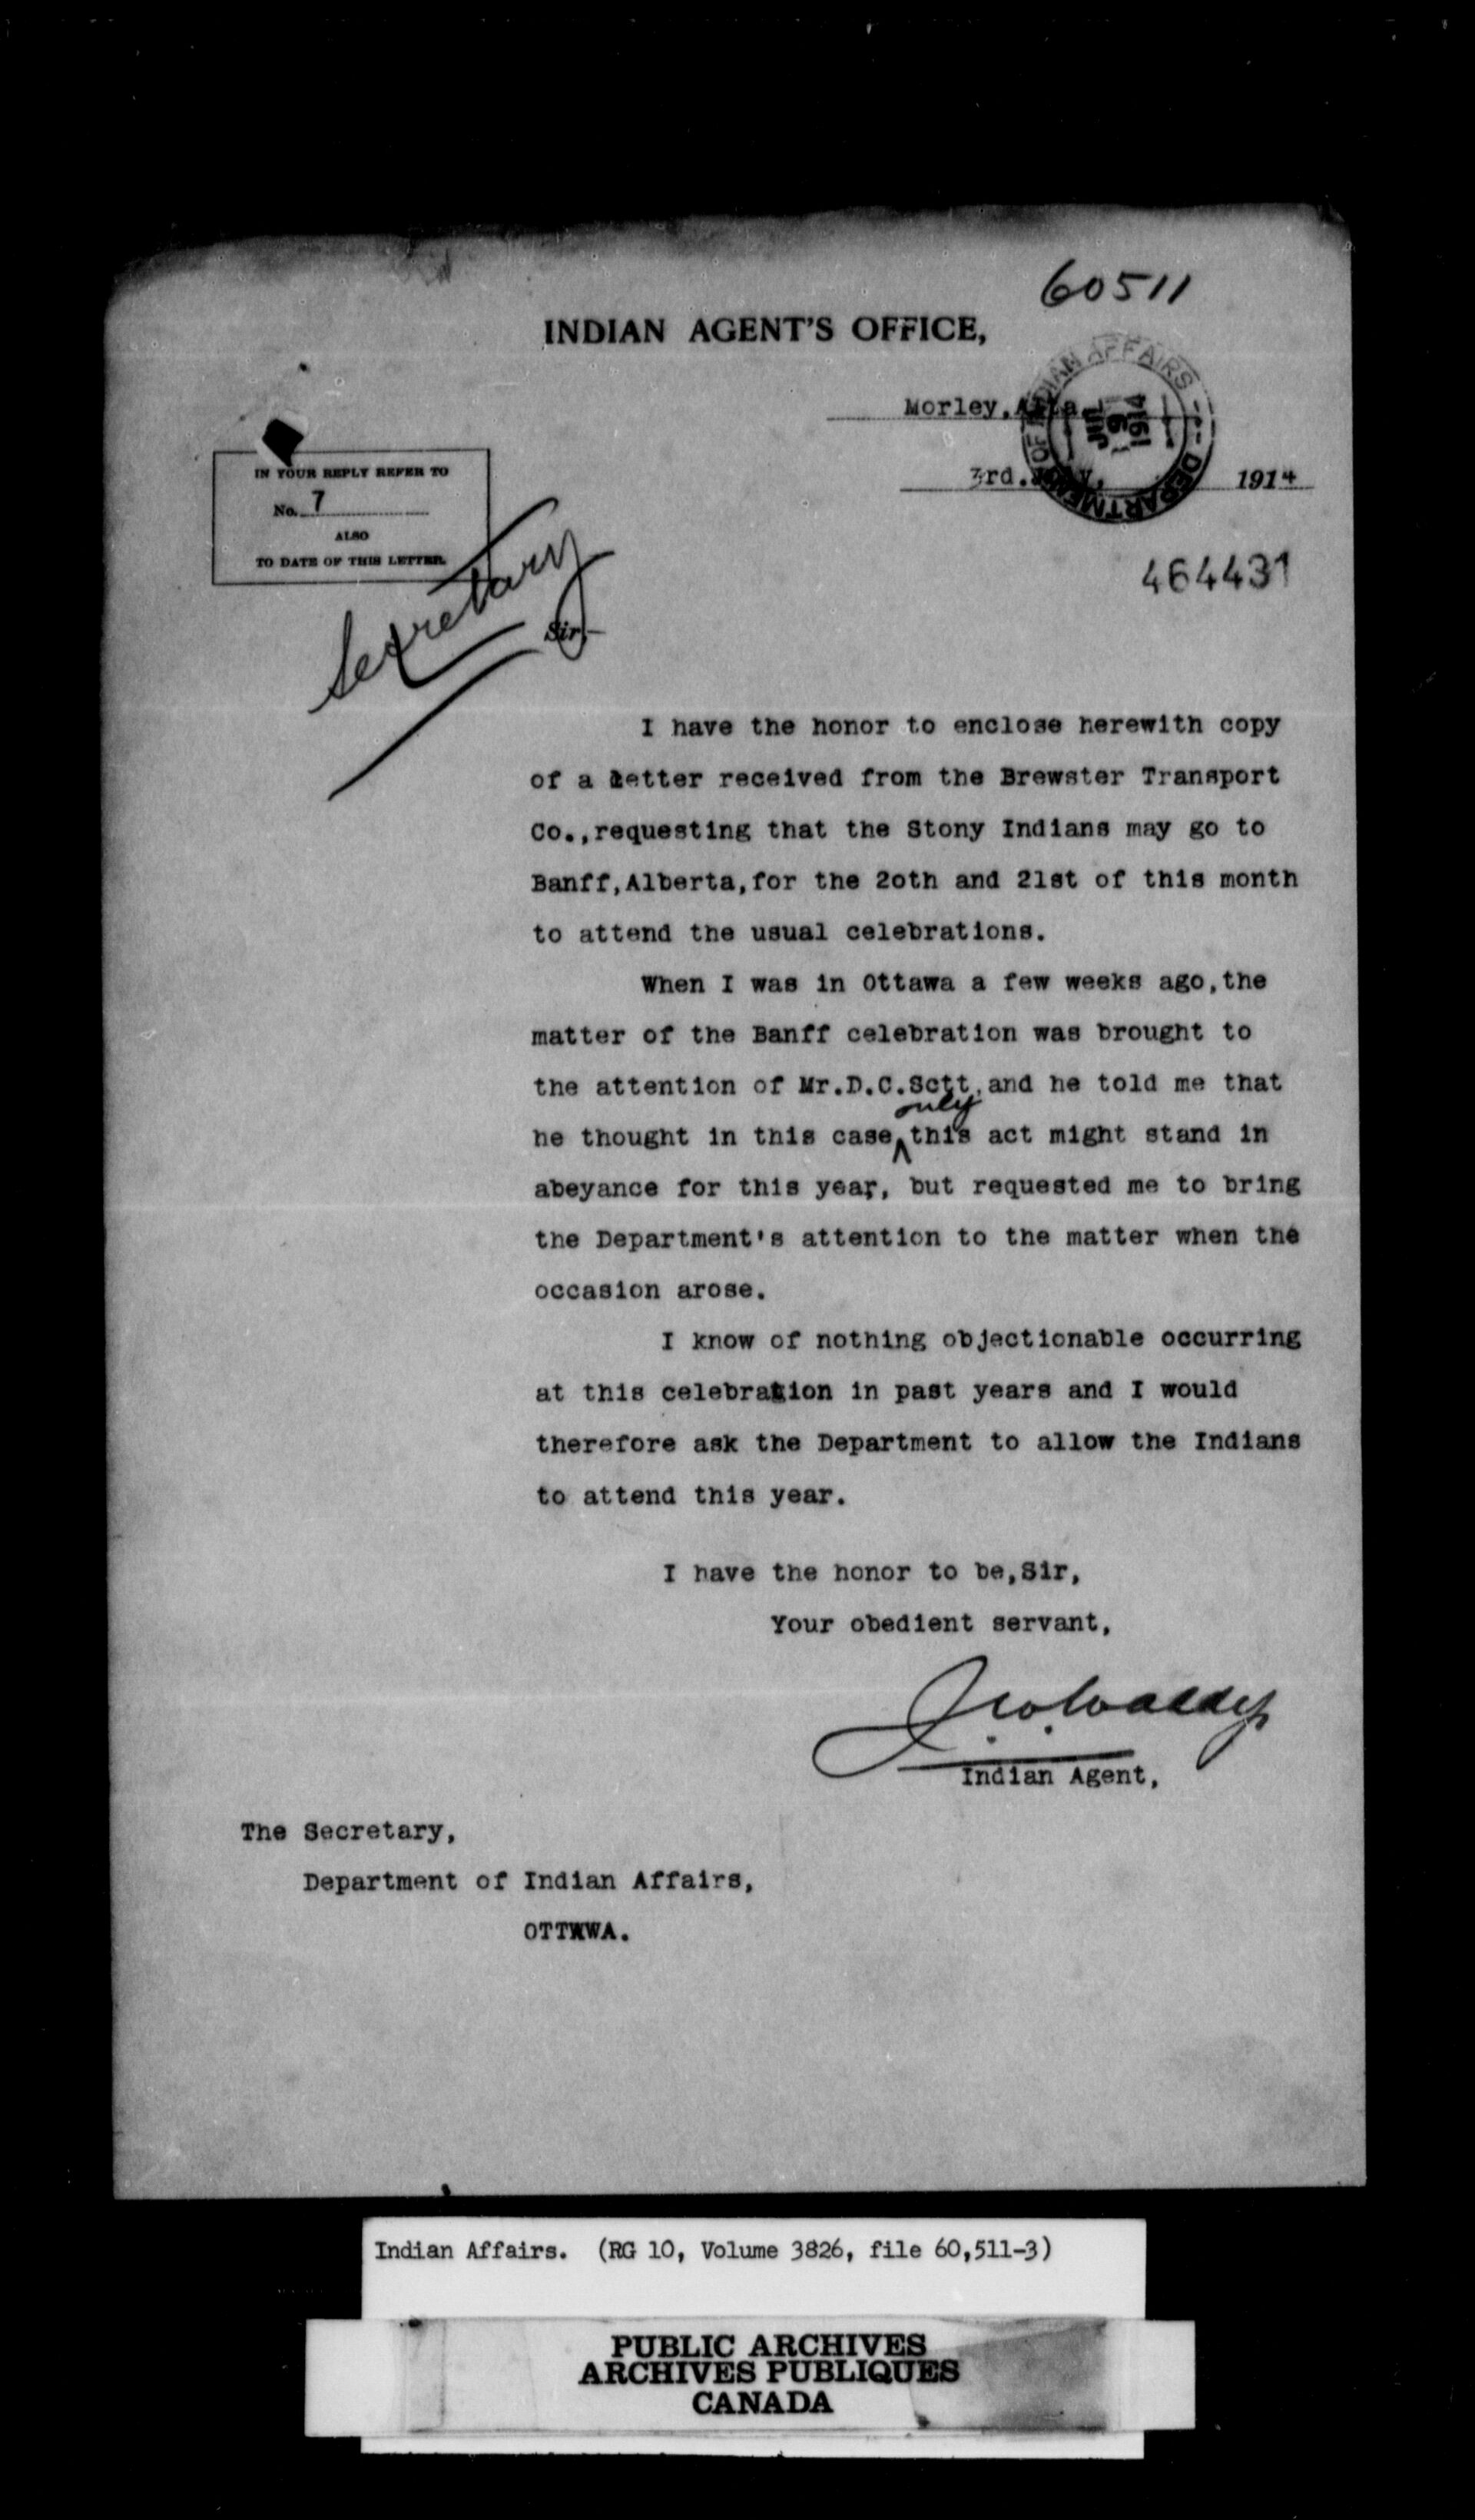 60511
INDIAN AGENT'S OFFICE,
Morley, Alta
3rd. July, 1914
DEPARTMENT OF INDIAN AFFAIRS
JUL 9 1914
IN YOUR REPLY REFER TO
No. 7
ALSO
TO DATE OF THIS LETTER.
464431
Secretary
Sir,-
I have the honor to enclose herewith copy
of a letter received from the Brewster Transport
Co.,requesting that the Stony Indians may go to
Banff,Alberta,for the 20th and 21st of this month
to attend the usual celebrations.
When I was in Ottawa a few weeks ago,the
matter of the Banff celebration was brought to
the attention of Mr.D.C.Sctt,and he told me that
only
he thought in this case this act might stand in
abeyance for this year, but requested me to bring
the Department's attention to the matter when the
occasion arose.
I know of nothing objectionable occurring
at this celebration in past years and I would
therefore ask the Department to allow the Indians
to attend this year.
I have the honor to be,Sir,
Your obedient servant,
Indian Agent,
The Secretary,
Department of Indian Affairs,
OTTAWA.
Indian Affairs. (RG 10, Volume 3826, file 60,511-3)
PUBLIC ARCHIVES
ARCHIVES PUBLIQUES
CANADA